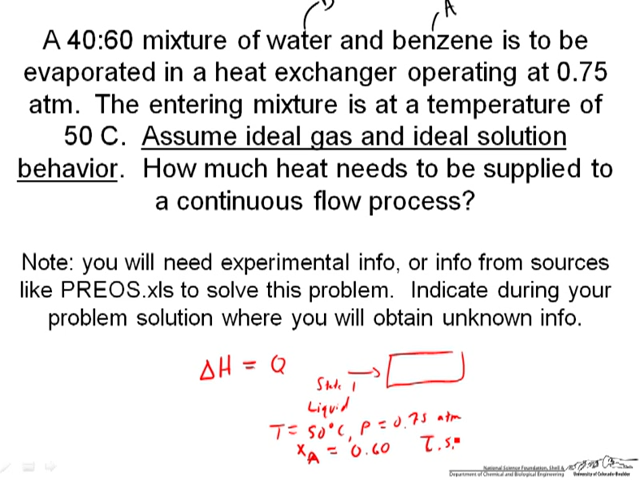 A
A 40:60 mixture of water and benzene is to be
evaporated in a heat exchanger operating at 0.75
atm. The entering mixture is at a temperature of
50 C. Assume ideal gas and ideal solution
behavior. How much heat needs to be supplied to
a continuous flow process?
Note: you will need experimental info, or info from sources
like PREOS.xls to solve this problem. Indicate during your
problem solution where you will obtain unknown info.
ΔH = Q
State 1
Liquid
T = 50°C, P = 0.75 atm
x_A = 0.60 I.S.
National Science Foundation, Shell &
Department of Chemical and Biological Engineering University of Colorado Boulder